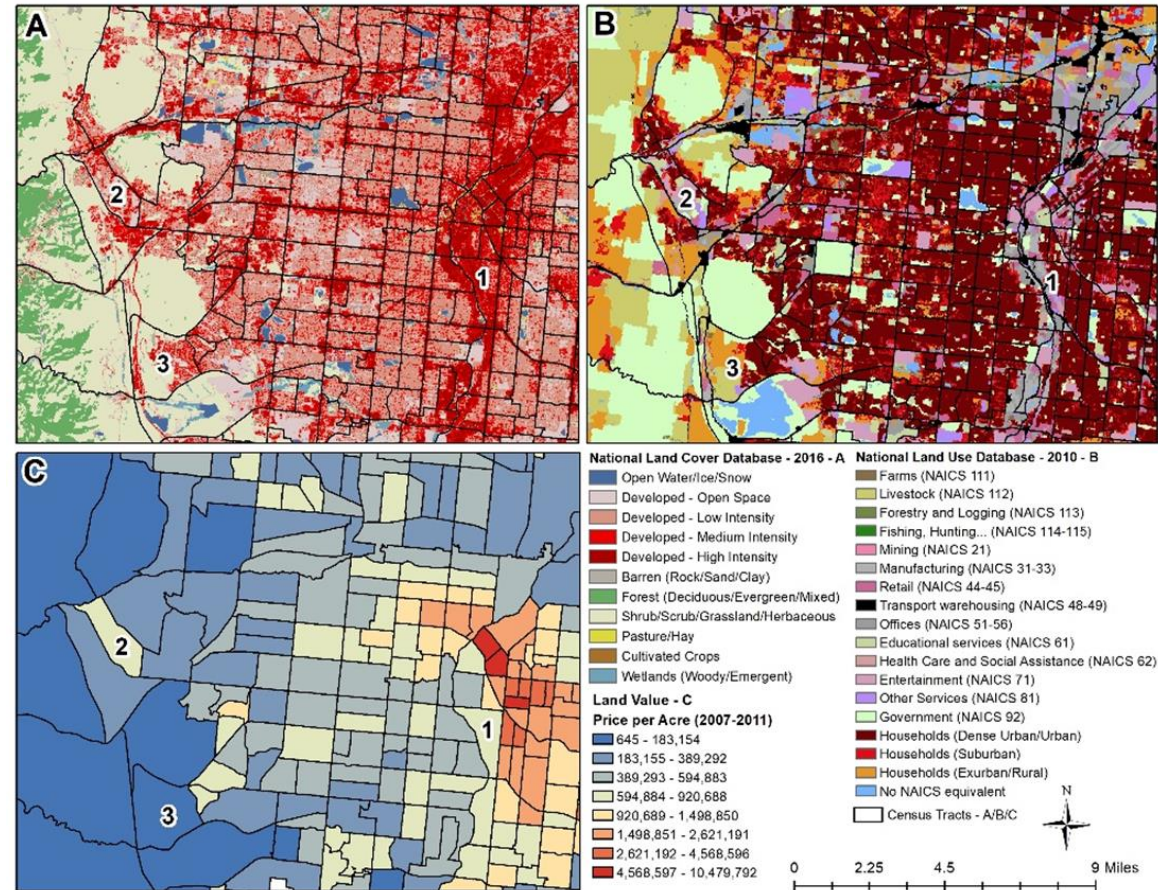 A
2
1
3
B
2
1
3
C
2
1
3
National Land Cover Database - 2016 - A
Open Water/Ice/Snow
Developed - Open Space
Developed - Low Intensity
Developed - Medium Intensity
Developed - High Intensity
Barren (Rock/Sand/Clay)
Forest (Deciduous/Evergreen/Mixed)
Shrub/Scrub/Grassland/Herbaceous
Pasture/Hay
Cultivated Crops
Wetlands (Woody/Emergent)
Land Value - C
Price per Acre (2007-2011)
645 - 183,154
183,155 - 389,292
389,293 - 594,883
594,884 - 920,688
920,689 - 1,498,850
1,498,851 - 2,621,191
2,621,192 - 4,568,596
4,568,597 - 10,479,792
National Land Use Database - 2010 - B
Farms (NAICS 111)
Livestock (NAICS 112)
Forestry and Logging (NAICS 113)
Fishing, Hunting... (NAICS 114-115)
Mining (NAICS 21)
Manufacturing (NAICS 31-33)
Retail (NAICS 44-45)
Transport warehousing (NAICS 48-49)
Offices (NAICS 51-56)
Educational services (NAICS 61)
Health Care and Social Assistance (NAICS 62)
Entertainment (NAICS 71)
Other Services (NAICS 81)
Government (NAICS 92)
Households (Dense Urban/Urban)
Households (Suburban)
Households (Exurban/Rural)
No NAICS equivalent
Census Tracts - A/B/C
N
0 2.25 4.5 9 Miles